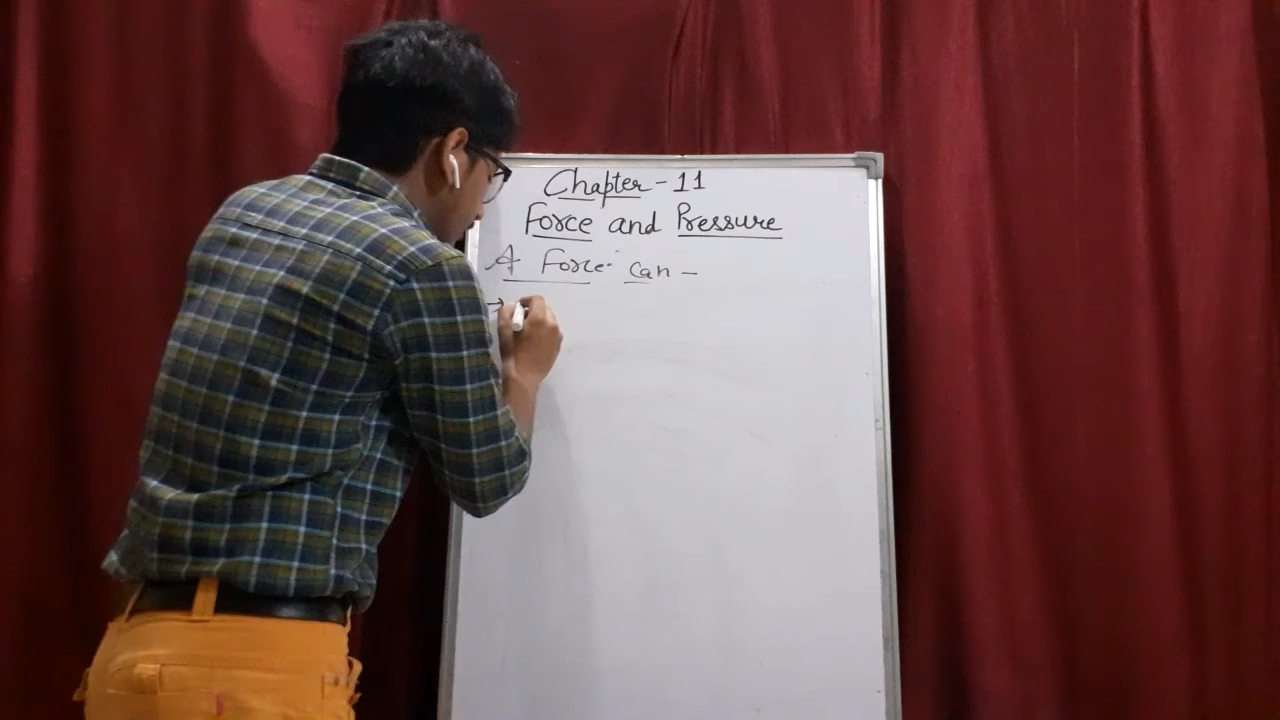 Chapter - 11
Force and Pressure
A Force can -
→